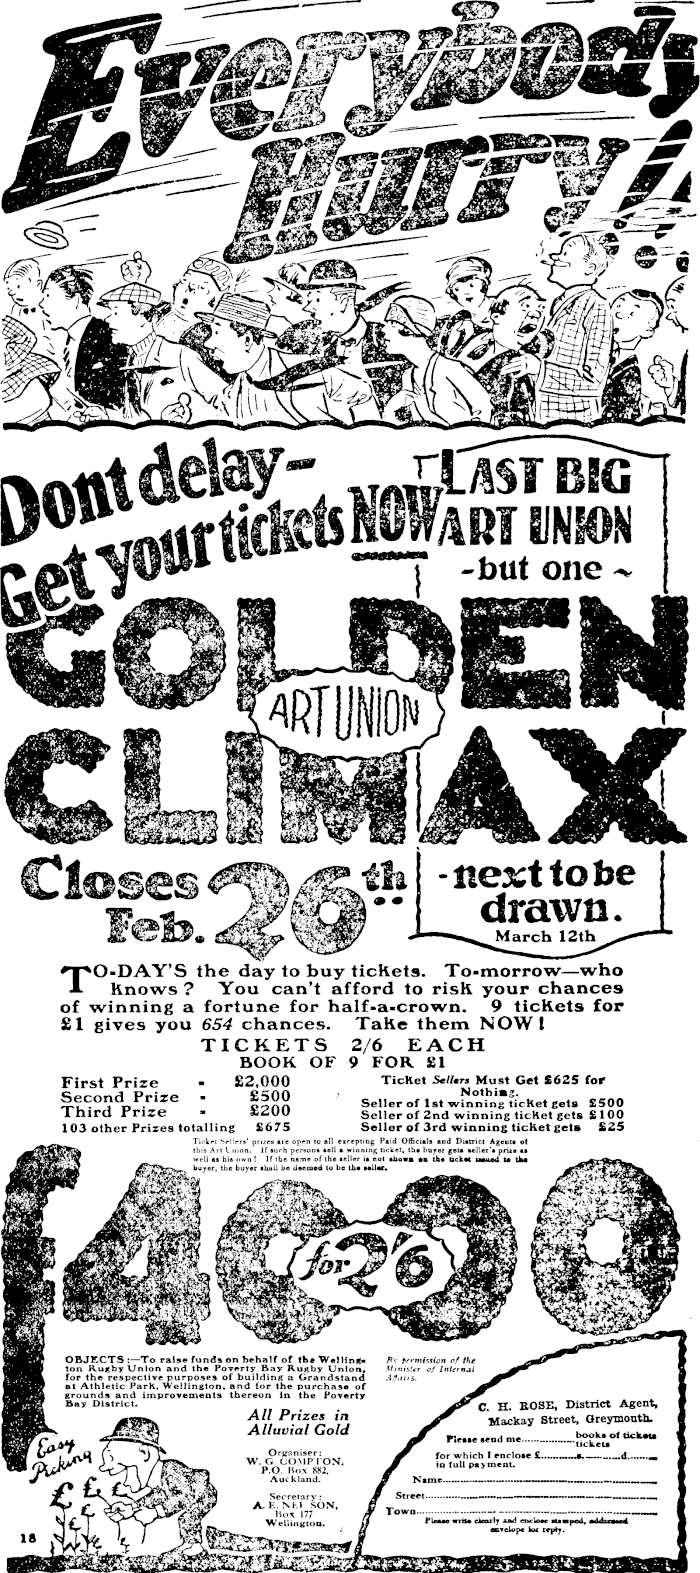 Everybody
Hurry!!
Dont delay-
Get your tickets NOW
LAST BIG
ART UNION
-but one~
GOLDEN
ART UNION
CLIMAX
Closes
Feb. 26th
-next to be
drawn.
March 12th
TO-DAY'S the day to buy tickets. To-morrow—who
knows? You can't afford to risk your chances
of winning a fortune for half-a-crown. 9 tickets for
£1 gives you 654 chances. Take them NOW!
TICKETS 2/6 EACH
BOOK OF 9 FOR £1
First Prize - £2,000
Second Prize - £500
Third Prize - £200
103 other Prizes totalling £675
Ticket Sellers Must Get £625 for
Nothing.
Seller of 1st winning ticket gets £500
Seller of 2nd winning ticket gets £100
Seller of 3rd winning ticket gets £25
Ticket Sellers' prizes are open to all excepting Paid Officials and District Agents of
this Art Union. If such persons sell a winning ticket, the buyer gets seller's prize as
well as his own! If the name of the seller is not shown on the ticket issued to the
buyer, the buyer shall be deemed to be the seller.
£4000
for 2/6
OBJECTS:—To raise funds on behalf of the Welling-
ton Rugby Union and the Poverty Bay Rugby Union,
for the respective purposes of building a Grandstand
at Athletic Park, Wellington, and for the purchase of
grounds and improvements thereon in the Poverty
Bay District.
By permission of the
Minister of Internal
Affairs.
All Prizes in
Alluvial Gold
Organiser:
W. G. COMPTON,
P.O. Box 882,
Auckland.
Secretary:
A. E. NELSON,
Box 177
Wellington.
Easy
Picking
£ £ £
£
18
C. H. ROSE, District Agent,
Mackay Street, Greymouth.
Please send me..............books of tickets
tickets
for which I enclose £..........s..........d..........
in full payment.
Name..............................
Street..............................
Town..............................
Please write clearly and enclose stamped, addressed
envelope for reply.